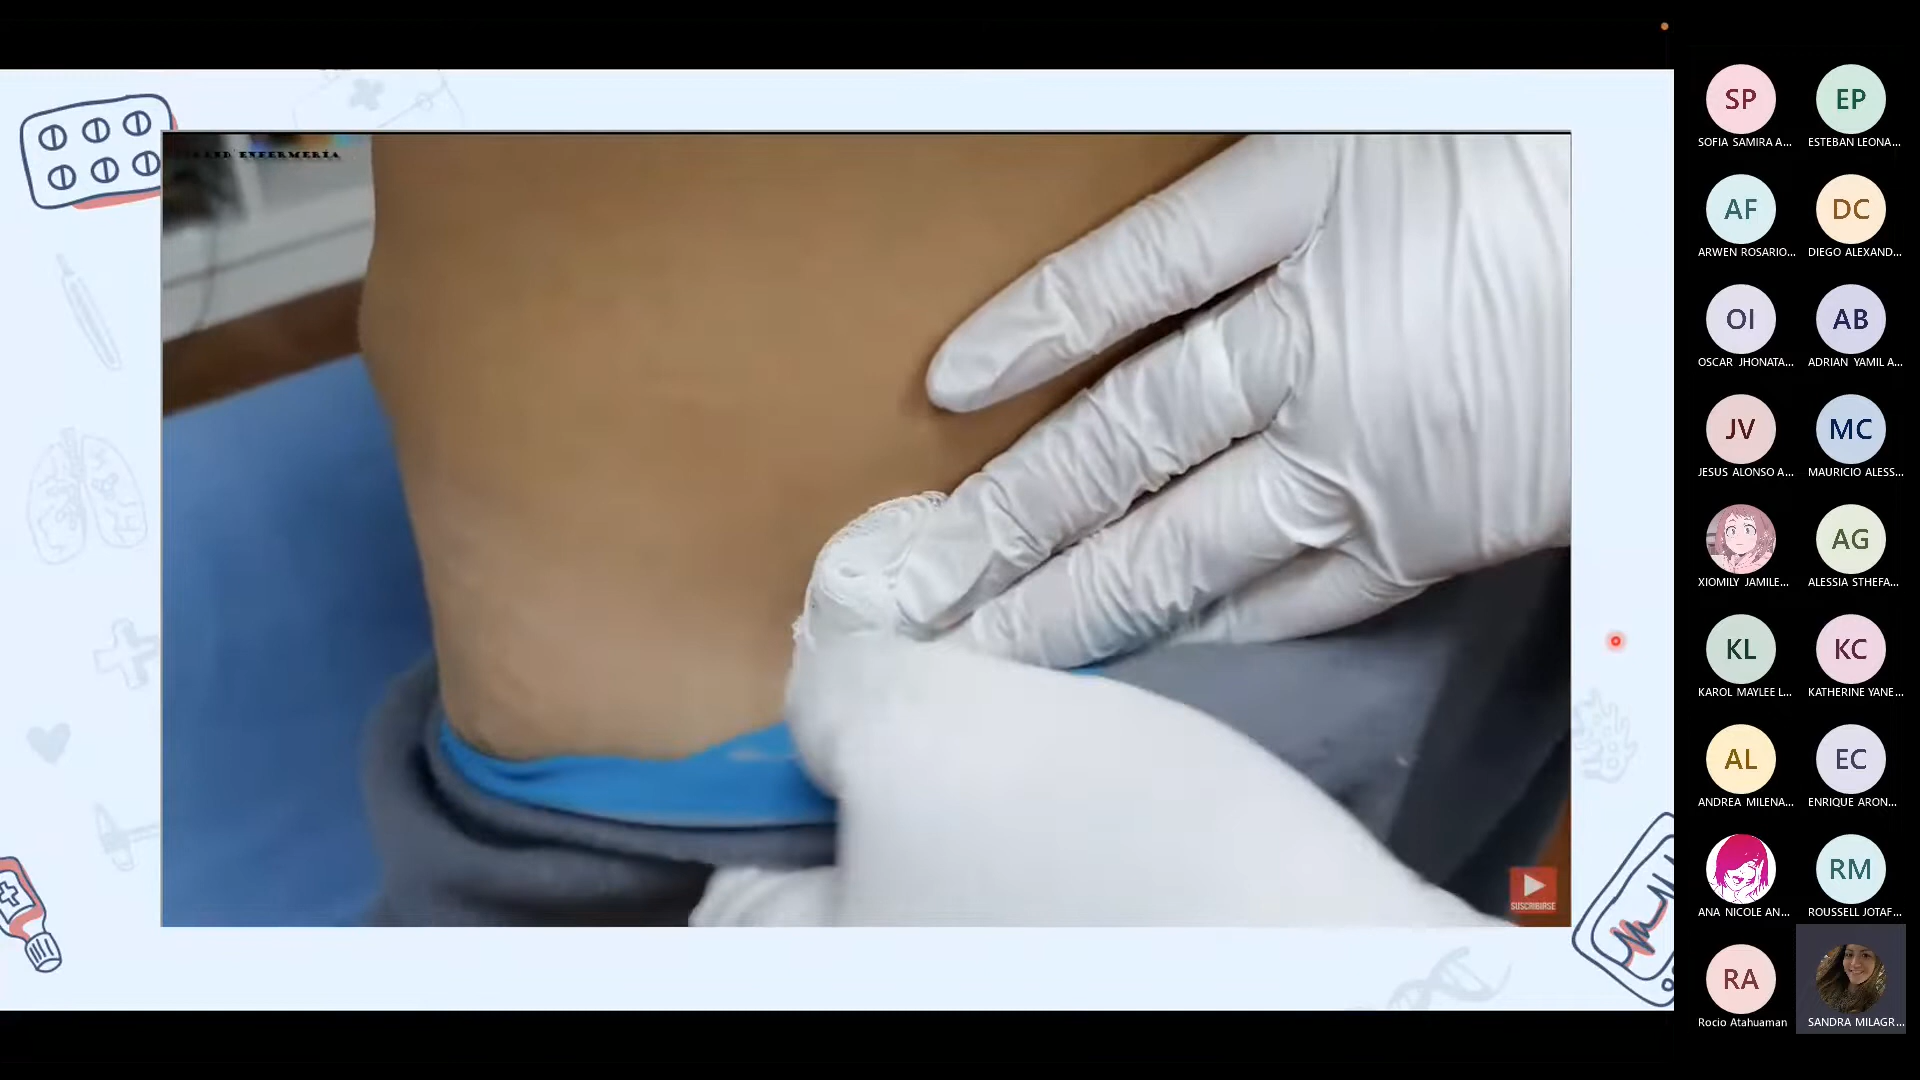 ENFERMERIA
SUSCRIBIRSE
SP
EP
SOFIA SAMIRA A...
ESTEBAN LEONA...
AF
DC
ARWEN ROSARIO...
DIEGO ALEXAND...
OI
AB
OSCAR JHONATA...
ADRIAN YAMIL A...
JV
MC
JESUS ALONSO A...
MAURICIO ALESS...
AG
XIOMILY JAMILE...
ALESSIA STHEFA...
KL
KC
KAROL MAYLEE L...
KATHERINE YANE...
AL
EC
ANDREA MILENA...
ENRIQUE ARON...
RM
ANA NICOLE AN...
ROUSSELL JOTAF...
RA
Rocio Atahuaman
SANDRA MILAGR...